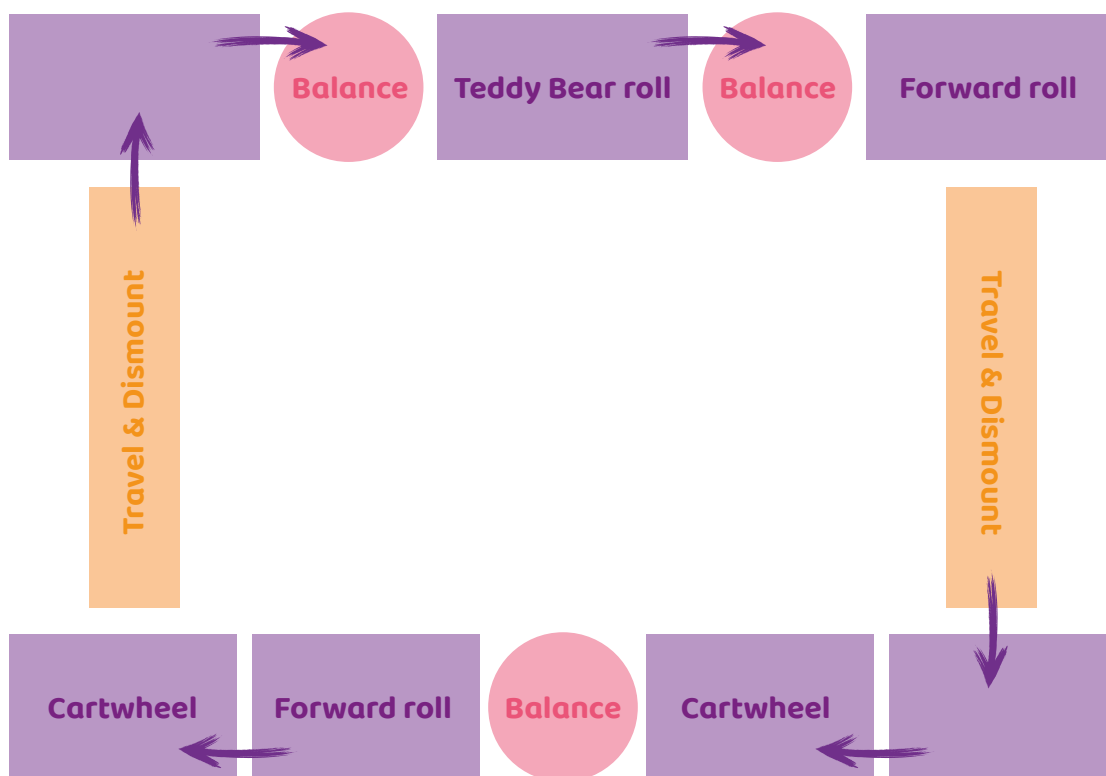 Balance
Teddy Bear roll
Balance
Forward roll
Travel & Dismount
Travel & Dismount
Cartwheel
Forward roll
Balance
Cartwheel